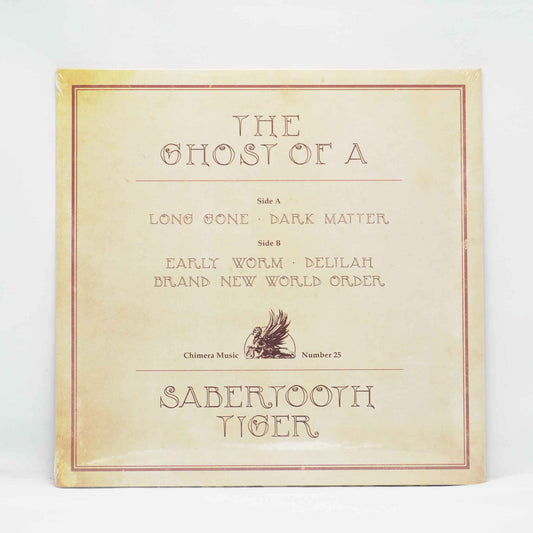 THE
GHOST OF A
Side A
LONG GONE · DARK MATTER
Side B
EARLY WORM · DELILAH
BRAND NEW WORLD ORDER
Chimera Music Number 25
SABERTOOTH
TIGER